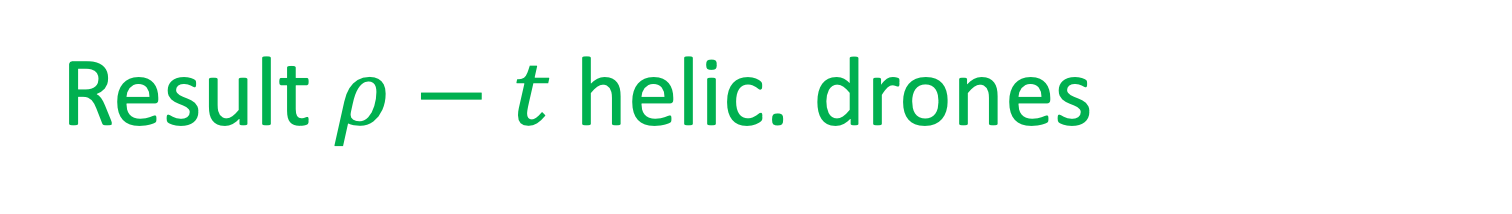 Result 𝜌 − 𝑡 helic. drones